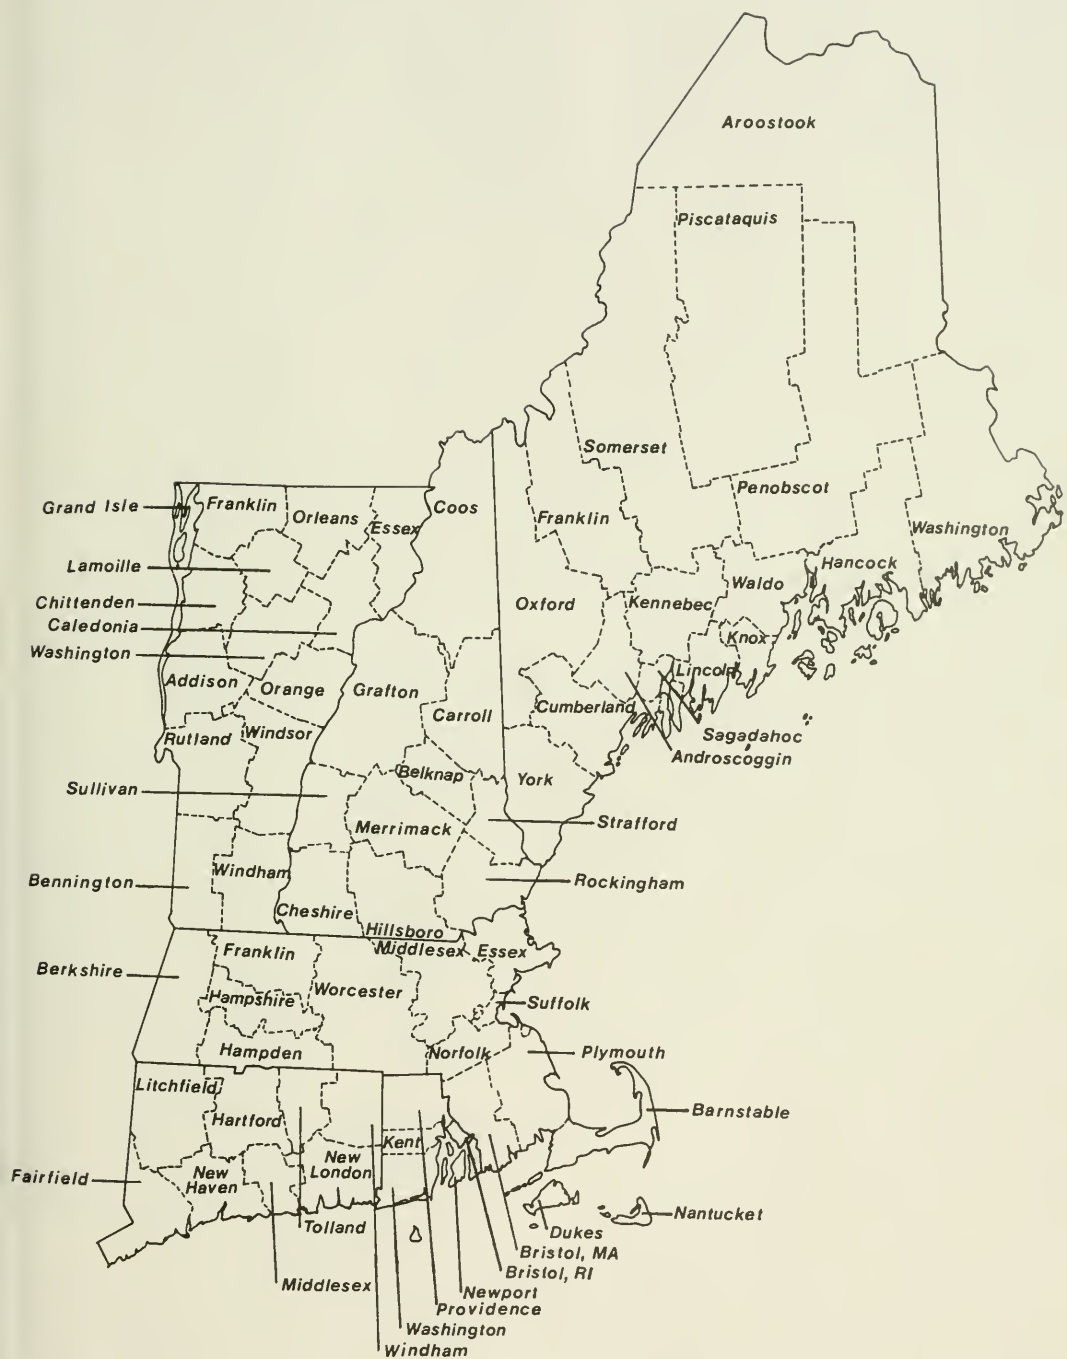 Aroostook
Piscataquis
Somerset
Penobscot
Grand Isle
Franklin
Orleans
Essex
Coos
Franklin
Washington
Lamoille
Hancock
Waldo
Chittenden
Oxford
Kennebec
Caledonia
Knox
Washington
Lincoln
Addison
Orange
Grafton
Cumberland
Carroll
Rutland
Windsor
Sagadahoc
Androscoggin
Belknap
York
Sullivan
Merrimack
Strafford
Windham
Bennington
Rockingham
Cheshire
Hillsboro
Franklin
Middlesex
Essex
Berkshire
Hampshire
Worcester
Suffolk
Hampden
Norfolk
Plymouth
Litchfield
Hartford
Barnstable
Kent
New
London
Fairfield
New
Haven
Nantucket
Tolland
Dukes
Bristol, MA
Bristol, RI
Middlesex
Newport
Providence
Washington
Windham